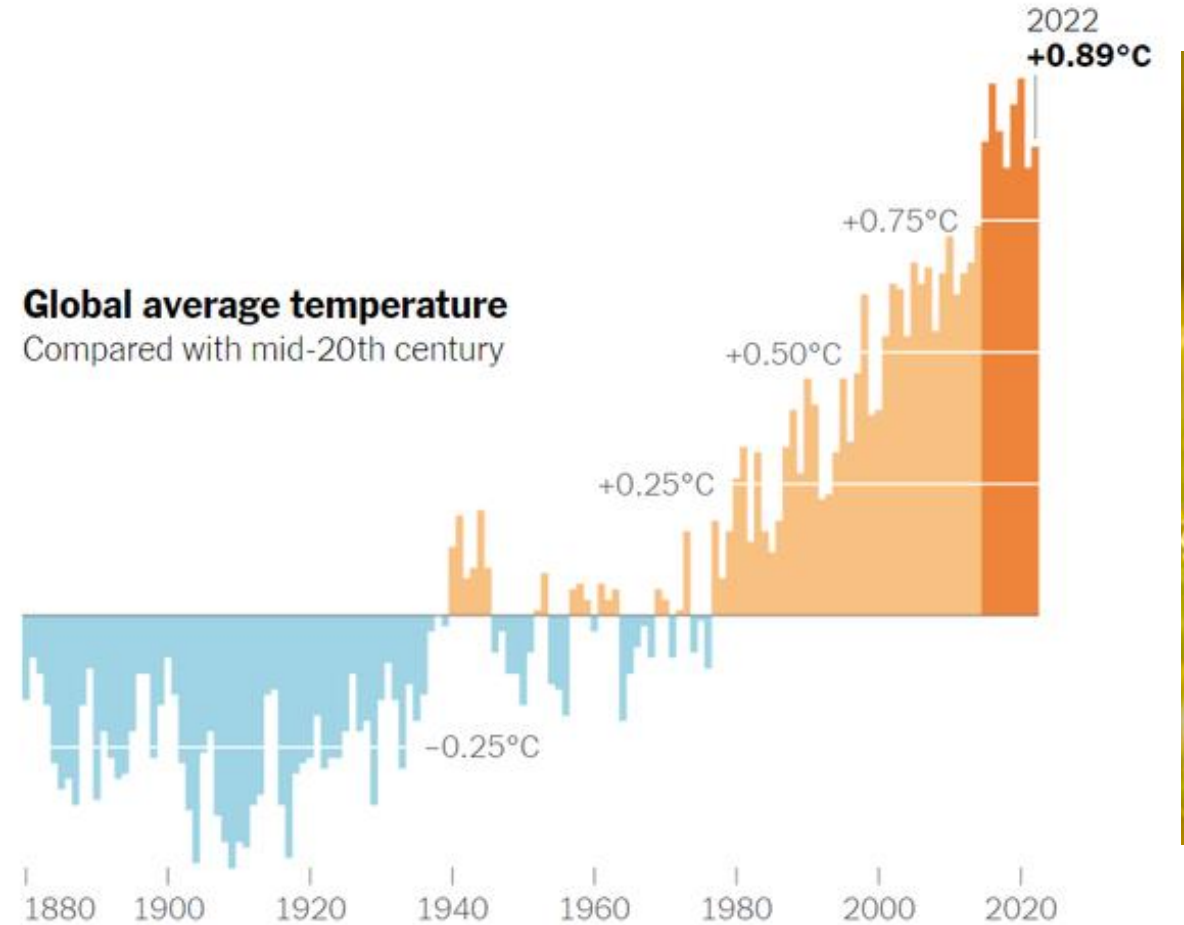 2022
+0.89°C
+0.75°C
Global average temperature
Compared with mid-20th century
+0.50°C
+0.25°C
−0.25°C
1880 1900 1920 1940 1960 1980 2000 2020